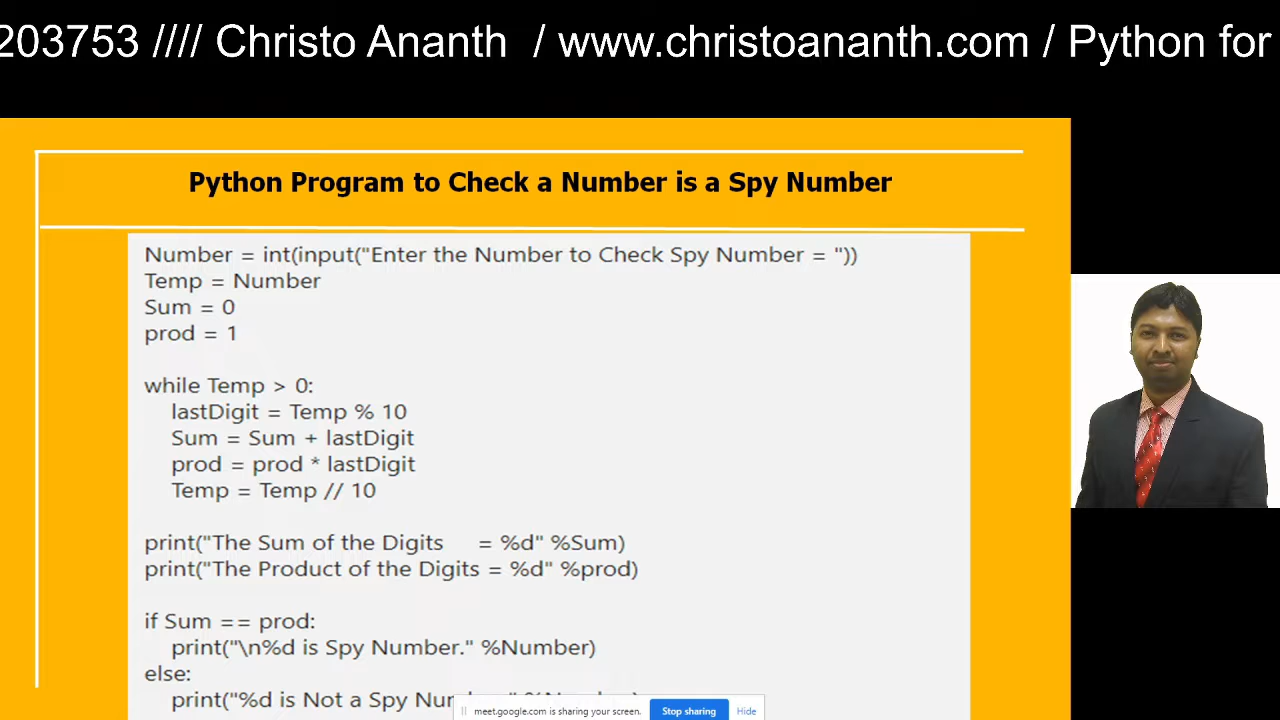 203753 //// Christo Ananth / www.christoananth.com / Python for
Python Program to Check a Number is a Spy Number
Number = int(input("Enter the Number to Check Spy Number = "))
Temp = Number
Sum = 0
prod = 1
while Temp > 0:
lastDigit = Temp % 10
Sum = Sum + lastDigit
prod = prod * lastDigit
Temp = Temp // 10
print("The Sum of the Digits     = %d" %Sum)
print("The Product of the Digits = %d" %prod)
if Sum == prod:
print("\n%d is Spy Number." %Number)
else:
print("%d is Not a Spy
meet.google.com is sharing your screen.
Stop sharing
Hide